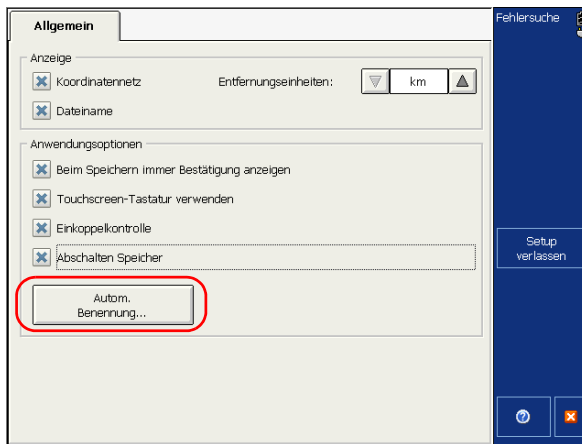 Allgemein
Fehlersuche
Anzeige
Koordinatennetz
Entfernungseinheiten:
km
Dateiname
Anwendungsoptionen
Beim Speichern immer Bestätigung anzeigen
Touchscreen-Tastatur verwenden
Einkoppelkontrolle
Abschalten Speicher
Autom.
Benennung...
Setup
verlassen
?